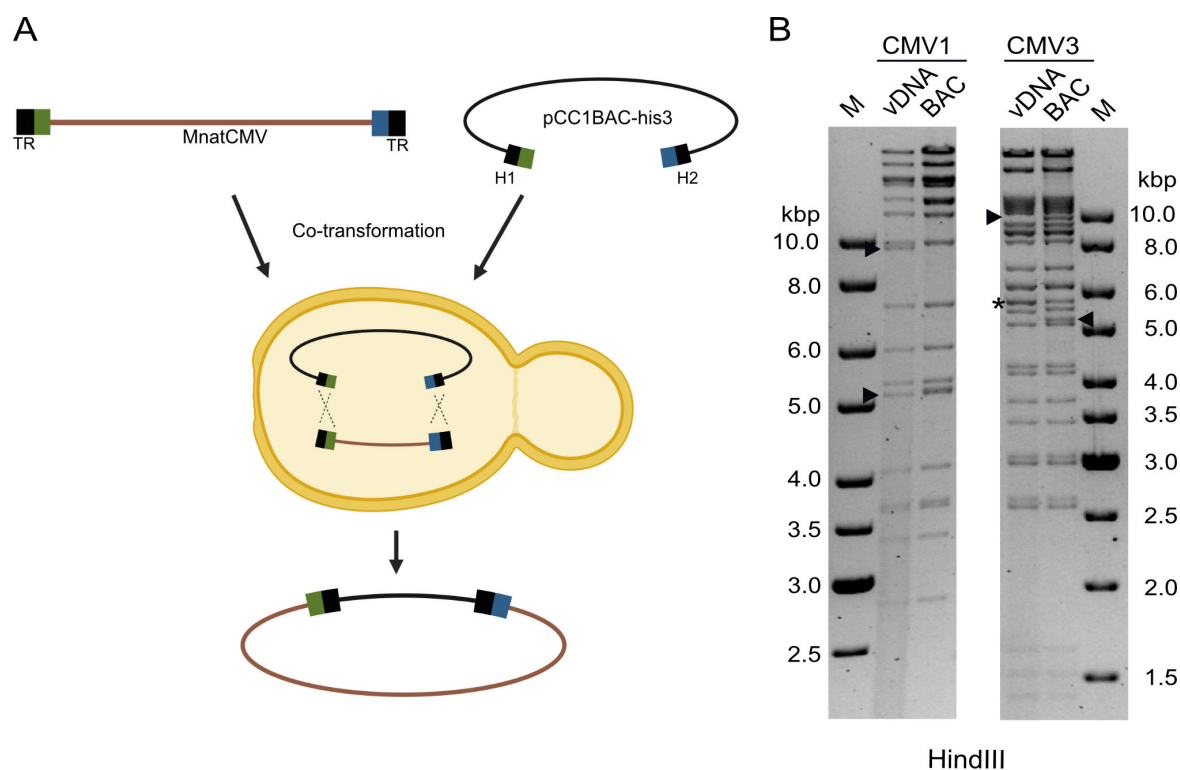 A
TR
MnatCMV
TR
pCC1BAC-his3
H1
H2
Co-transformation
B
CMV1
CMV3
M
vDNA
BAC
vDNA
BAC
M
kbp
10.0
8.0
6.0
5.0
4.0
3.5
3.0
2.5
*
kbp
10.0
8.0
6.0
5.0
4.0
3.5
3.0
2.5
2.0
1.5
HindIII